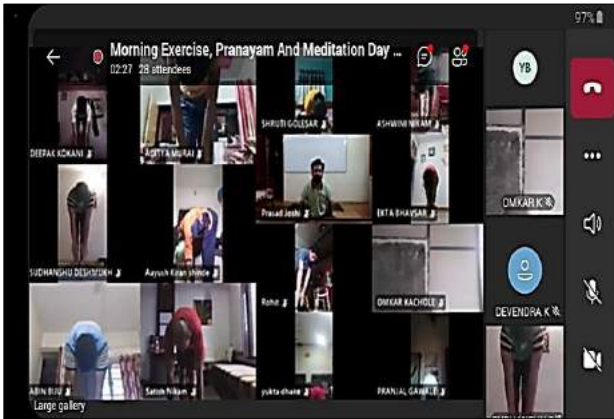 97%
Morning Exercise, Pranayam And Meditation Day ...
02:27 28 attendees
YB
DEEPAK KOKANI
ADITYA MURAI
SHRUTI GOLESAR
ASHWINI NIKAM
OMKAR K
SUDHANSHU DESHMUKH
Aayush Kiran shinde
Prasad Joshi
EKTA BHAVSAR
Rohit
OMKAR KACHOLE
DEVENDRA K
ABIN BIJU
Satish Nikam
yukta dhake
PRANJAL GAWALE
Large gallery